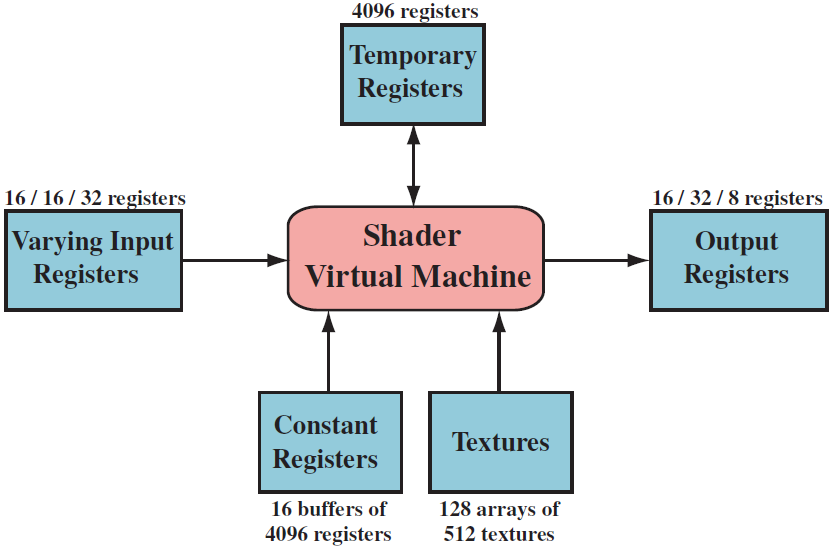 4096 registers
Temporary
Registers
16 / 16 / 32 registers
Varying Input
Registers
Shader
Virtual Machine
16 / 32 / 8 registers
Output
Registers
Constant
Registers
16 buffers of
4096 registers
Textures
128 arrays of
512 textures